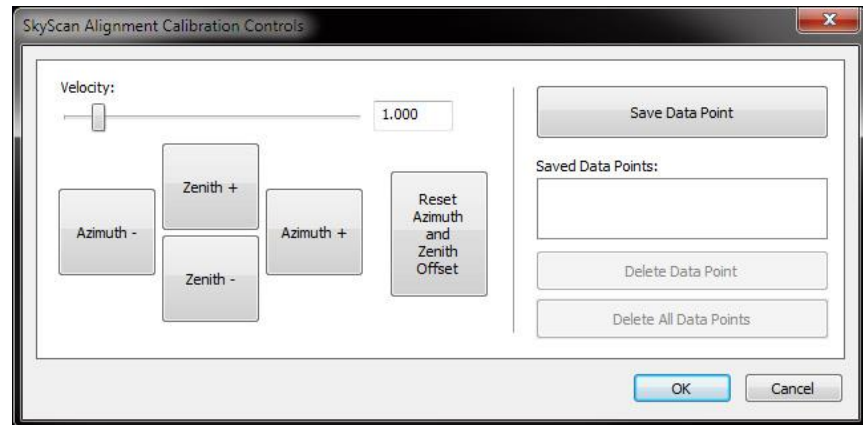 SkyScan Alignment Calibration Controls
Velocity:
1.000
Azimuth -
Zenith +
Zenith -
Azimuth +
Reset
Azimuth
and
Zenith
Offset
Save Data Point
Saved Data Points:
Delete Data Point
Delete All Data Points
OK
Cancel